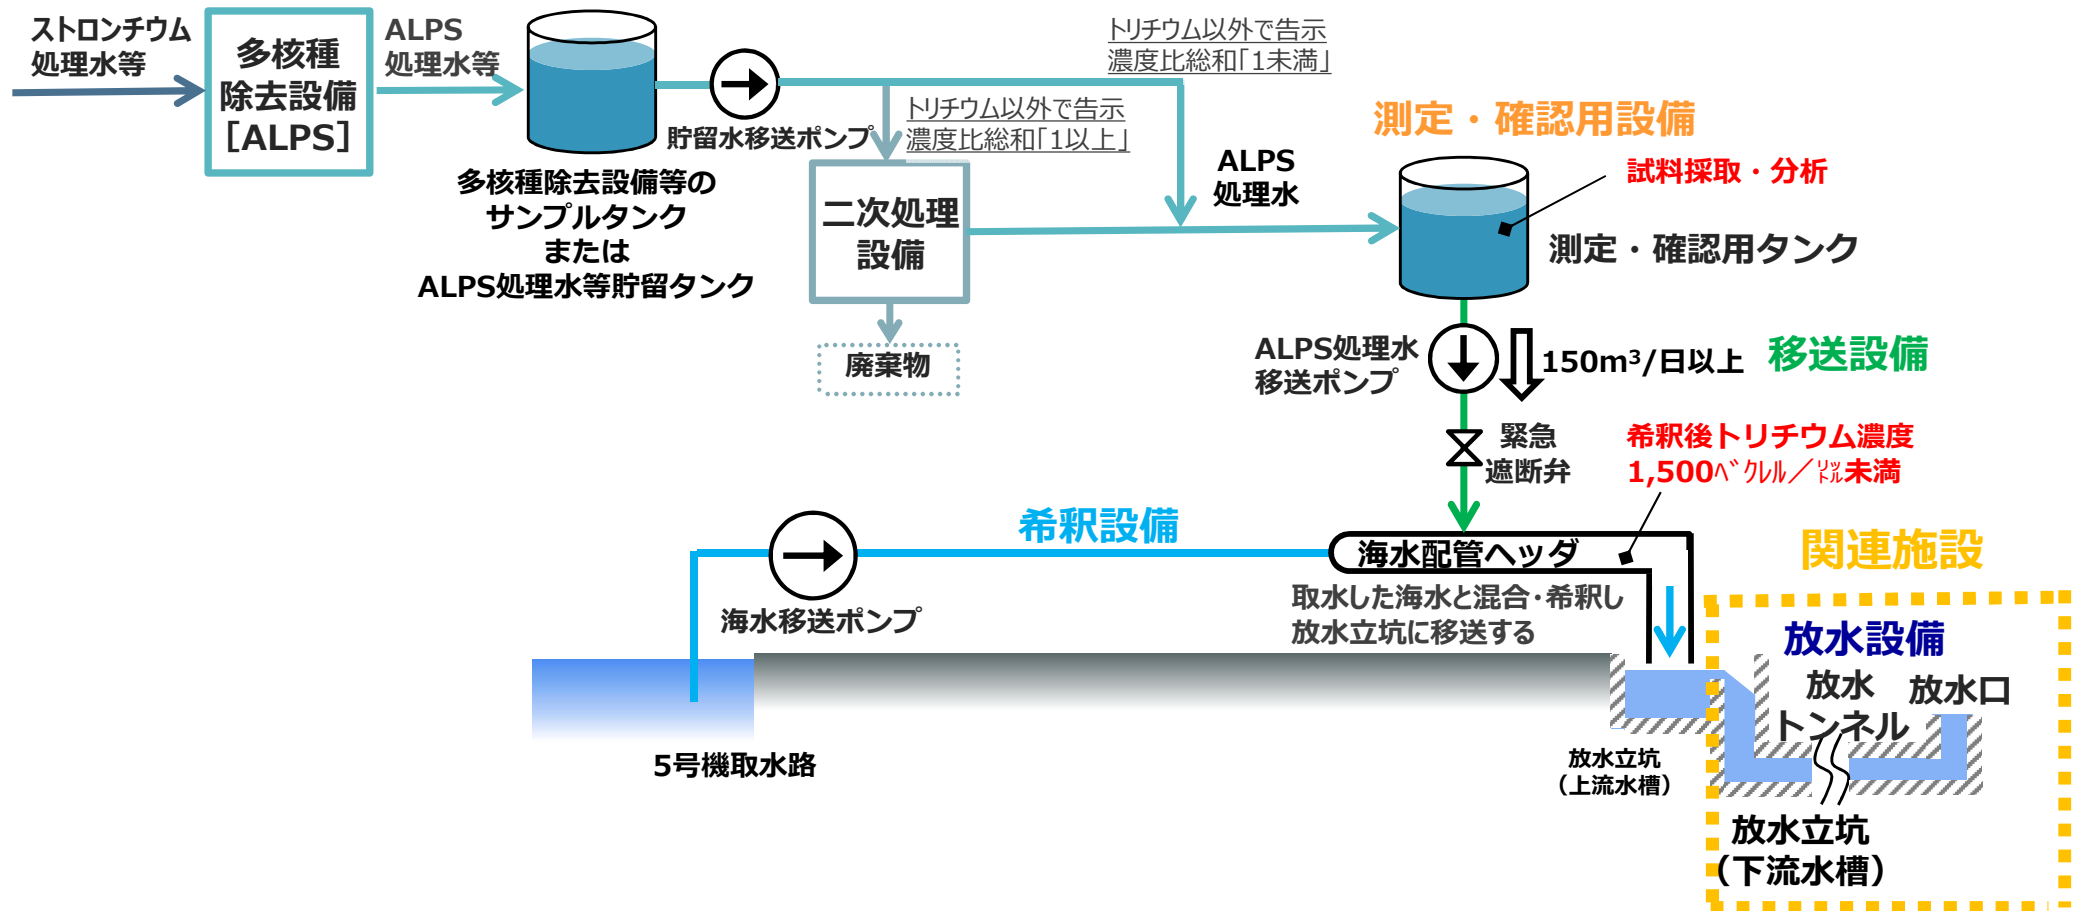 ストロンチウム
処理水等
多核種
除去設備
[ALPS]
ALPS
処理水等
貯留水移送ポンプ
多核種除去設備等の
サンプルタンク
または
ALPS処理水等貯留タンク
トリチウム以外で告示
濃度比総和「1未満」
トリチウム以外で告示
濃度比総和「1以上」
二次処理
設備
廃棄物
ALPS
処理水
測定・確認用設備
試料採取・分析
測定・確認用タンク
ALPS処理水
移送ポンプ
150m³/日以上
移送設備
緊急
遮断弁
希釈後トリチウム濃度
1,500ﾍﾞｸﾚﾙ／㍑未満
希釈設備
海水配管ヘッダ
海水移送ポンプ
取水した海水と混合・希釈し
放水立坑に移送する
関連施設
放水設備
放水
トンネル
放水口
5号機取水路
放水立坑
（上流水槽）
放水立坑
（下流水槽）